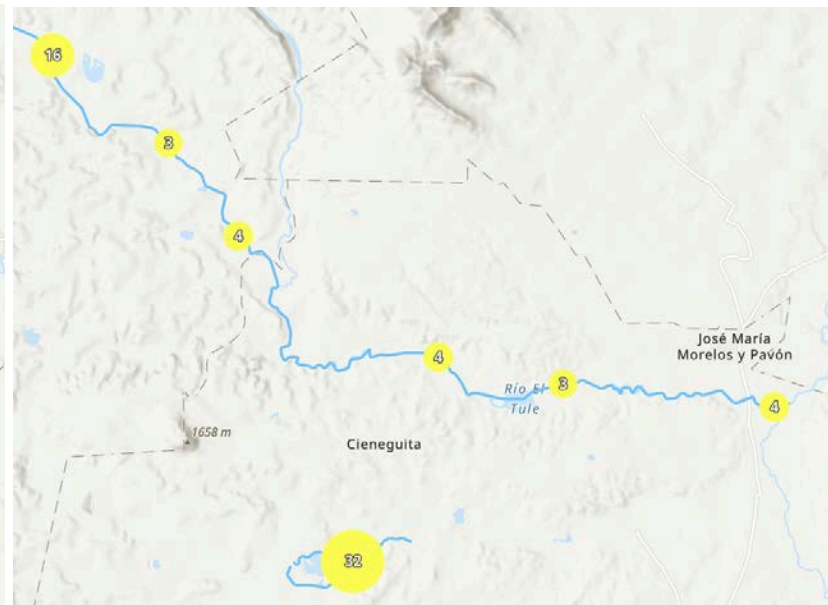 16
3
4
José María
Morelos y Pavón
4
3
Río El
Tule
4
1658 m
Cieneguita
32